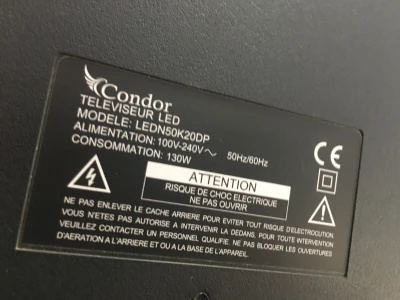 Condor
TELEVISEUR LED
MODELE: LEDN50K20DP
ALIMENTATION: 100V-240V～ 50Hz/60Hz
CONSOMMATION: 130W
CE
ATTENTION
RISQUE DE CHOC ELECTRIQUE
NE PAS OUVRIR
NE PAS ENLEVER LE CACHE ARRIERE POUR EVITER TOUT RISQUE D'ELECTROCUTION.
VOUS N'ETES PAS AUTORISE A INTERVENIR LA DEDANS. POUR TOUTE INTERVENTION
VEUILLEZ CONTACTER UN PERSONNEL QUALIFIE. NE PAS BLOQUER LES OUVERTURES
D'AERATION A L'ARRIERE ET OU A LA BASE DE L'APPAREIL.